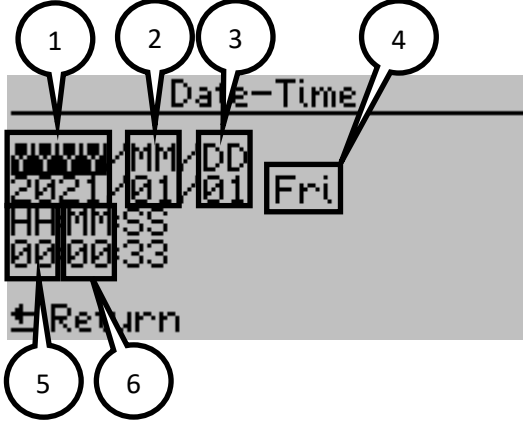 1 2 3 4
Date-Time
YYYY/MM/DD
2021/01/01 Fri
HH:MM:SS
00:00:33
Return
5 6